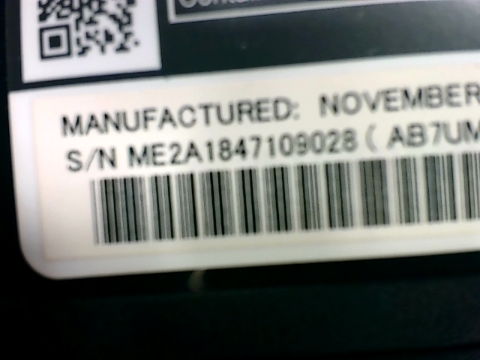 MANUFACTURED: NOVEMBER
S/N ME2A1847109028 ( AB7UM